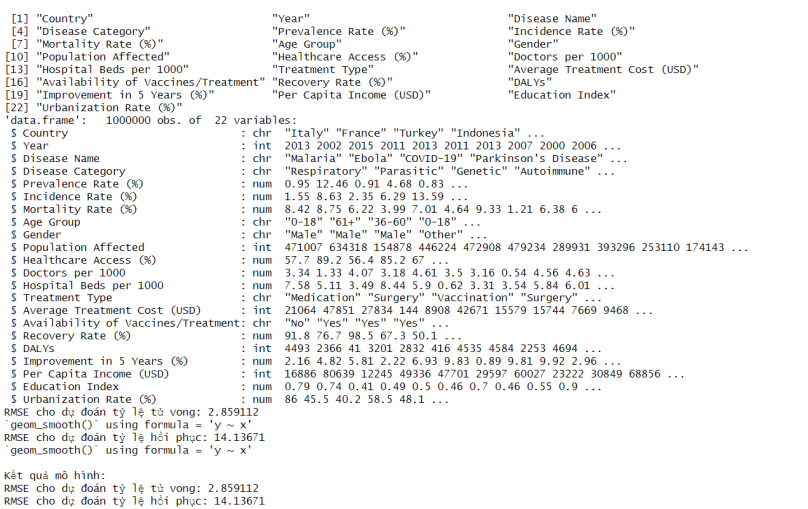 [1] "Country" "Year" "Disease Name"
[4] "Disease Category" "Prevalence Rate (%)" "Incidence Rate (%)"
[7] "Mortality Rate (%)" "Age Group" "Gender"
[10] "Population Affected" "Healthcare Access (%)" "Doctors per 1000"
[13] "Hospital Beds per 1000" "Treatment Type" "Average Treatment Cost (USD)"
[16] "Availability of Vaccines/Treatment" "Recovery Rate (%)" "DALYs"
[19] "Improvement in 5 Years (%)" "Per Capita Income (USD)" "Education Index"
[22] "Urbanization Rate (%)"
'data.frame': 1000000 obs. of 22 variables:
$ Country : chr "Italy" "France" "Turkey" "Indonesia" ...
$ Year : int 2013 2002 2015 2011 2013 2011 2013 2007 2000 2006 ...
$ Disease Name : chr "Malaria" "Ebola" "COVID-19" "Parkinson's Disease" ...
$ Disease Category : chr "Respiratory" "Parasitic" "Genetic" "Autoimmune" ...
$ Prevalence Rate (%) : num 0.95 12.46 0.91 4.68 0.83 ...
$ Incidence Rate (%) : num 1.55 8.63 2.35 6.29 13.59 ...
$ Mortality Rate (%) : num 8.42 8.75 6.22 3.99 7.01 4.64 9.33 1.21 6.38 6 ...
$ Age Group : chr "0-18" "61+" "36-60" "0-18" ...
$ Gender : chr "Male" "Male" "Male" "Other" ...
$ Population Affected : int 471007 634318 154878 446224 472908 479234 289931 393296 253110 174143 ...
$ Healthcare Access (%) : num 57.7 89.2 56.4 85.2 67 ...
$ Doctors per 1000 : num 3.34 1.33 4.07 3.18 4.61 3.5 3.16 0.54 4.56 4.63 ...
$ Hospital Beds per 1000 : num 7.58 5.11 3.49 8.44 5.9 0.62 3.31 3.54 5.84 6.01 ...
$ Treatment Type : chr "Medication" "Surgery" "Vaccination" "Surgery" ...
$ Average Treatment Cost (USD) : int 21064 47851 27834 144 8908 42671 15579 15744 7669 9468 ...
$ Availability of Vaccines/Treatment: chr "No" "Yes" "Yes" "Yes" ...
$ Recovery Rate (%) : num 91.8 76.7 98.5 67.3 50.1 ...
$ DALYs : int 4493 2366 41 3201 2832 416 4535 4584 2253 4694 ...
$ Improvement in 5 Years (%) : num 2.16 4.82 5.81 2.22 6.93 9.83 0.89 9.81 9.92 2.96 ...
$ Per Capita Income (USD) : int 16886 80639 12245 49336 47701 29597 60027 23222 30849 68856 ...
$ Education Index : num 0.79 0.74 0.41 0.49 0.5 0.46 0.7 0.46 0.55 0.9 ...
$ Urbanization Rate (%) : num 86 45.5 40.2 58.5 48.1 ...
RMSE cho dự đoán tỷ lệ tử vong: 2.859112
`geom_smooth()` using formula = 'y ~ x'
RMSE cho dự đoán tỷ lệ hồi phục: 14.13671
`geom_smooth()` using formula = 'y ~ x'
Kết quả mô hình:
RMSE cho dự đoán tỷ lệ tử vong: 2.859112
RMSE cho dự đoán tỷ lệ hồi phục: 14.13671